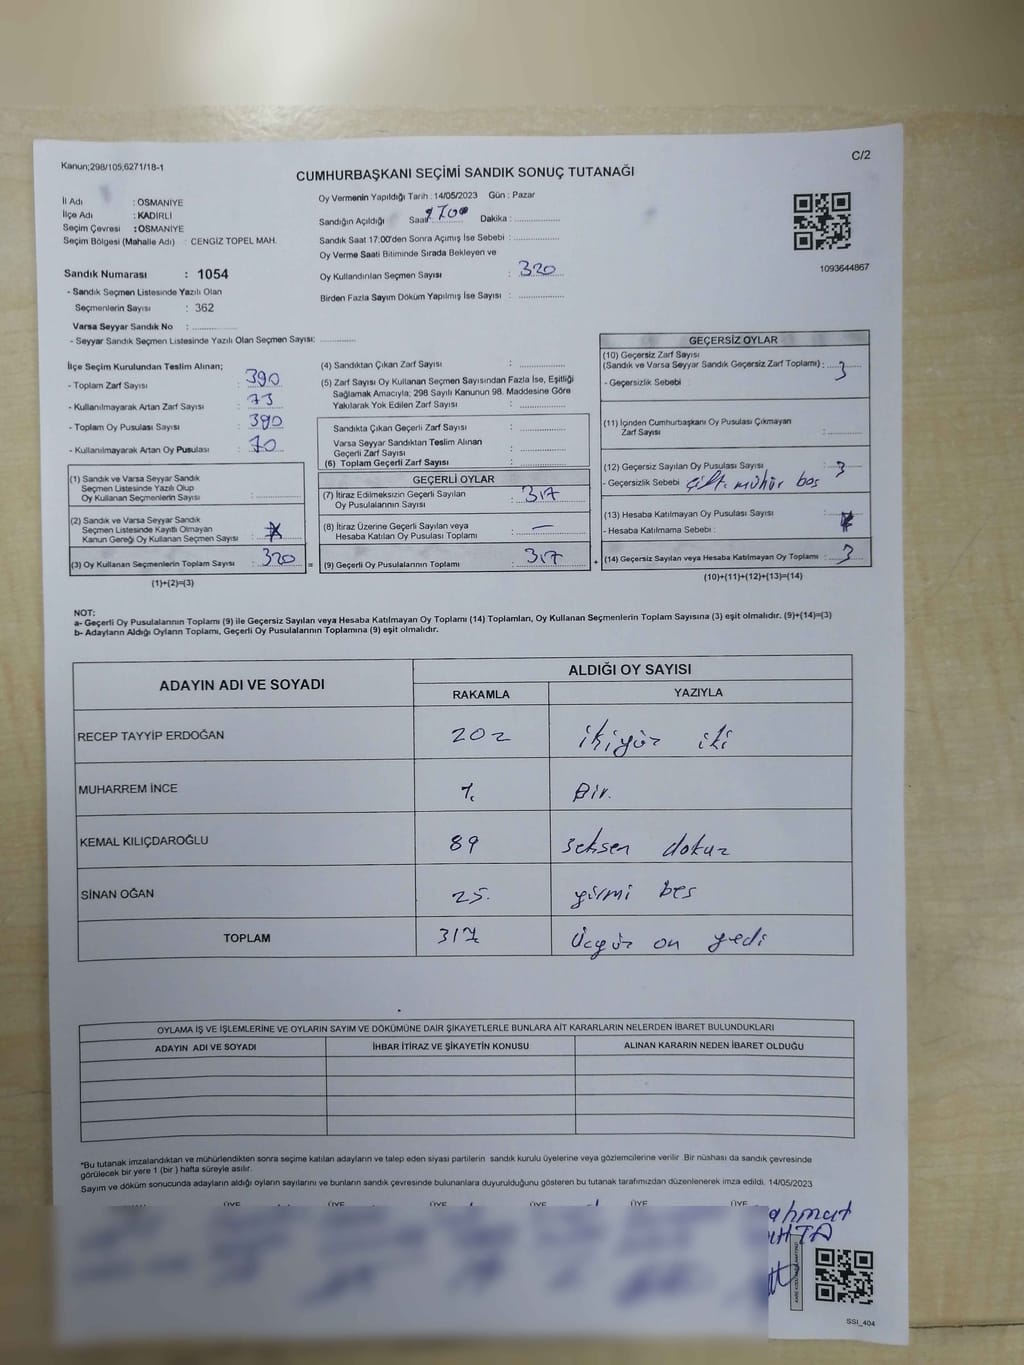 Kanun;298/105,6271/18-1
C/2
CUMHURBAŞKANI SEÇİMİ SANDIK SONUÇ TUTANAĞI
İl Adı : OSMANİYE
İlçe Adı : KADİRLİ
Seçim Çevresi : OSMANİYE
Seçim Bölgesi (Mahalle Adı) : CENGİZ TOPEL MAH.
Sandık Numarası : 1054
- Sandık Seçmen Listesinde Yazılı Olan
Seçmenlerin Sayısı : 362
Varsa Seyyar Sandık No : ..............
- Seyyar Sandık Seçmen Listesinde Yazılı Olan Seçmen Sayısı: ..............
Oy Vermenin Yapıldığı Tarih : 14/05/2023 Gün : Pazar
Sandığın Açıldığı Saat: 1700 Dakika : ..............
Sandık Saat 17:00'den Sonra Açımış İse Sebebi : ..............
Oy Verme Saati Bitiminde Sırada Bekleyen ve
Oy Kullandırılan Seçmen Sayısı : 320
Birden Fazla Sayım Döküm Yapılmış İse Sayısı : ..............
1093644867
İlçe Seçim Kurulundan Teslim Alınan;
- Toplam Zarf Sayısı : 390
- Kullanılmayarak Artan Zarf Sayısı : 73
- Toplam Oy Pusulası Sayısı : 390
- Kullanılmayarak Artan Oy Pusulası : 70
(1) Sandık ve Varsa Seyyar Sandık
Seçmen Listesinde Yazılı Olup
Oy Kullanan Seçmenlerin Sayısı : ..............
(2) Sandık ve Varsa Seyyar Sandık
Seçmen Listesinde Kayıtlı Olmayan
Kanun Gereği Oy Kullanan Seçmen Sayısı :
(3) Oy Kullanan Seçmenlerin Toplam Sayısı : 320 =
(1)+(2)=(3)
(4) Sandıktan Çıkan Zarf Sayısı : ..............
(5) Zarf Sayısı Oy Kullanan Seçmen Sayısından Fazla İse, Eşitliği
Sağlamak Amacıyla; 298 Sayılı Kanunun 98. Maddesine Göre
Yakılarak Yok Edilen Zarf Sayısı : ..............
Sandıkta Çıkan Geçerli Zarf Sayısı : ..............
Varsa Seyyar Sandıktan Teslim Alınan
Geçerli Zarf Sayısı : ..............
(6) Toplam Geçerli Zarf Sayısı : ..............
GEÇERLİ OYLAR
(7) İtiraz Edilmeksizin Geçerli Sayılan
Oy Pusulalarının Sayısı : 317
(8) İtiraz Üzerine Geçerli Sayılan veya
Hesaba Katılan Oy Pusulası Toplamı : —
(9) Geçerli Oy Pusulalarının Toplamı : 317 +
GEÇERSİZ OYLAR
(10) Geçersiz Zarf Sayısı
(Sandık ve Varsa Seyyar Sandık Geçersiz Zarf Toplamı) : 3
- Geçersizlik Sebebi
(11) İçinden Cumhurbaşkanı Oy Pusulası Çıkmayan
Zarf Sayısı : ..............
(12) Geçersiz Sayılan Oy Pusulası Sayısı : 3
- Geçersizlik Sebebi Çift mühür bas
(13) Hesaba Katılmayan Oy Pusulası Sayısı :
- Hesaba Katılmama Sebebi :
(14) Geçersiz Sayılan veya Hesaba Katılmayan Oy Toplamı : 3
(10)+(11)+(12)+(13)=(14)
NOT:
a- Geçerli Oy Pusulalarının Toplamı (9) ile Geçersiz Sayılan veya Hesaba Katılmayan Oy Toplamı (14) Toplamları, Oy Kullanan Seçmenlerin Toplam Sayısına (3) eşit olmalıdır. (9)+(14)=(3)
b- Adayların Aldığı Oyların Toplamı, Geçerli Oy Pusulalarının Toplamına (9) eşit olmalıdır.
ADAYIN ADI VE SOYADI ALDIĞI OY SAYISI
RAKAMLA YAZIYLA
RECEP TAYYİP ERDOĞAN 202 ikiyüz iki
MUHARREM İNCE 1 Bir.
KEMAL KILIÇDAROĞLU 89 seksen dokuz
SİNAN OĞAN 25. yirmi beş
TOPLAM 317 Üçyüz on yedi
OYLAMA İŞ VE İŞLEMLERİNE VE OYLARIN SAYIM VE DÖKÜMÜNE DAİR ŞİKAYETLERLE BUNLARA AİT KARARLARIN NELERDEN İBARET BULUNDUKLARI
ADAYIN ADI VE SOYADI İHBAR İTİRAZ VE ŞİKAYETİN KONUSU ALINAN KARARIN NEDEN İBARET OLDUĞU
*Bu tutanak imzalandıktan ve mühürlendikten sonra seçime katılan adayların ve talep eden siyasi partilerin sandık kurulu üyelerine veya gözlemcilerine verilir .Bir nüshası da sandık çevresinde
görülecek bir yere 1 (bir ) hafta süreyle asılır.
Sayım ve döküm sonucunda adayların aldığı oyların sayılarını ve bunların sandık çevresinde bulunanlara duyurulduğunu gösteren bu tutanak tarafımızdan düzenlenerek imza edildi. 14/05/2023
ÜYE ÜYE ÜYE ÜYE ÜYE ÜYE
SSI_404